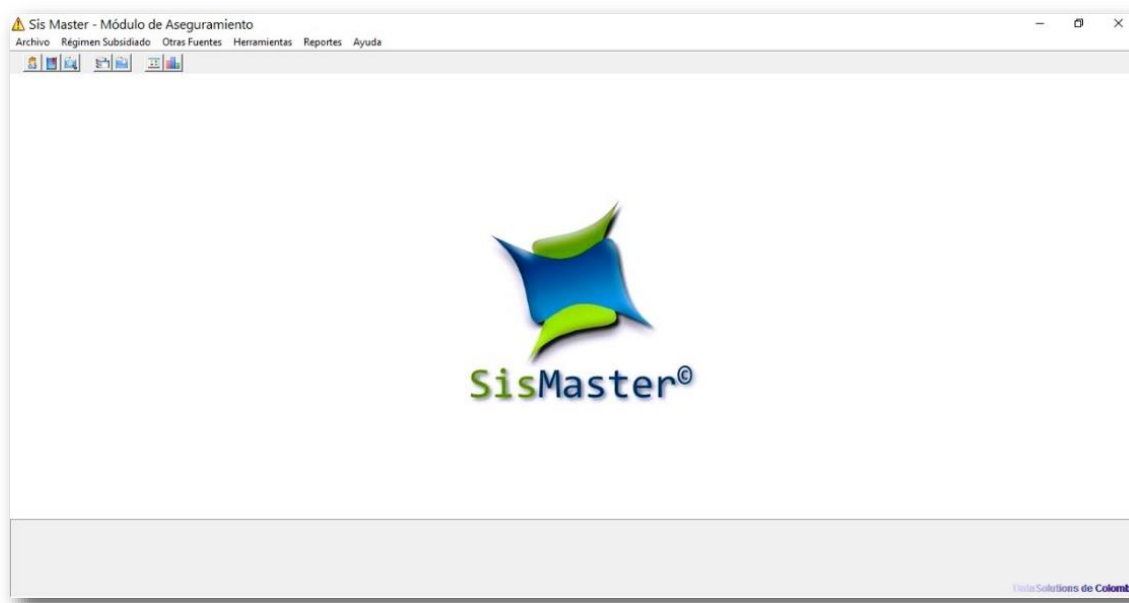 Sis Master - Módulo de Aseguramiento
Archivo Régimen Subsidiado Otras Fuentes Herramientas Reportes Ayuda
SisMaster©
Solutions de Colomb